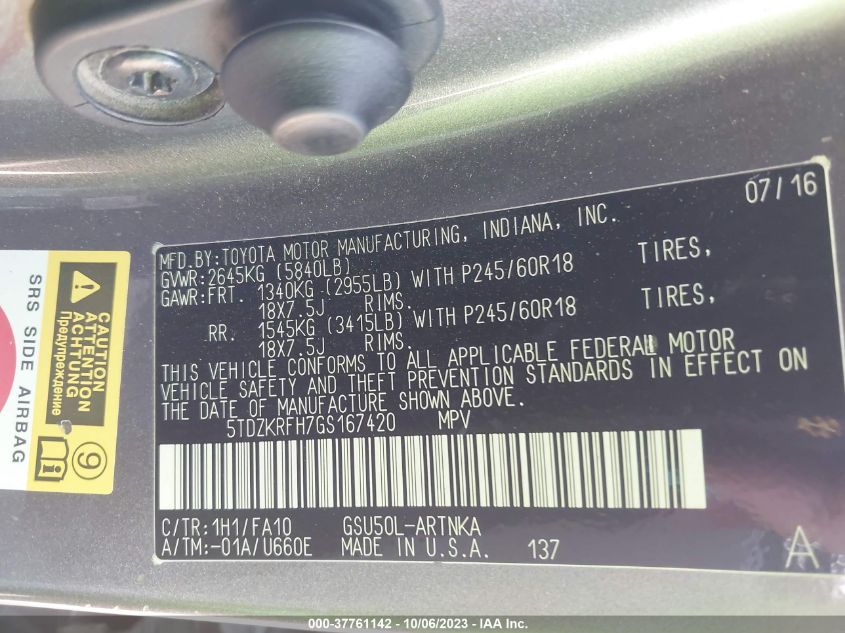 07/16
MFD.BY:TOYOTA MOTOR MANUFACTURING, INDIANA, INC.
GVWR:2645KG (5840LB)
GAWR:FRT. 1340KG (2955LB) WITH P245/60R18 TIRES,
18X7.5J RIMS.
RR. 1545KG (3415LB) WITH P245/60R18 TIRES,
18X7.5J RIMS.
THIS VEHICLE CONFORMS TO ALL APPLICABLE FEDERAL MOTOR
VEHICLE SAFETY AND THEFT PREVENTION STANDARDS IN EFFECT ON
THE DATE OF MANUFACTURE SHOWN ABOVE.
5TDZKRFH7GS167420 MPV
C/TR:1H1/FA10 GSU50L-ARTNKA
A/TM:-01A/U660E MADE IN U.S.A. 137 A
SRS SIDE AIRBAG
CAUTION
ATTENTION
ACHTUNG
Предупреждение
9
000-37761142 - 10/06/2023 - IAA Inc.